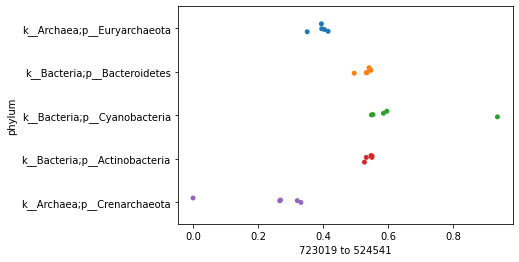 k__Archaea;p__Euryarchaeota
k__Bacteria;p__Bacteroidetes
k__Bacteria;p__Cyanobacteria
k__Bacteria;p__Actinobacteria
k__Archaea;p__Crenarchaeota
phylum
0.0 0.2 0.4 0.6 0.8
723019 to 524541